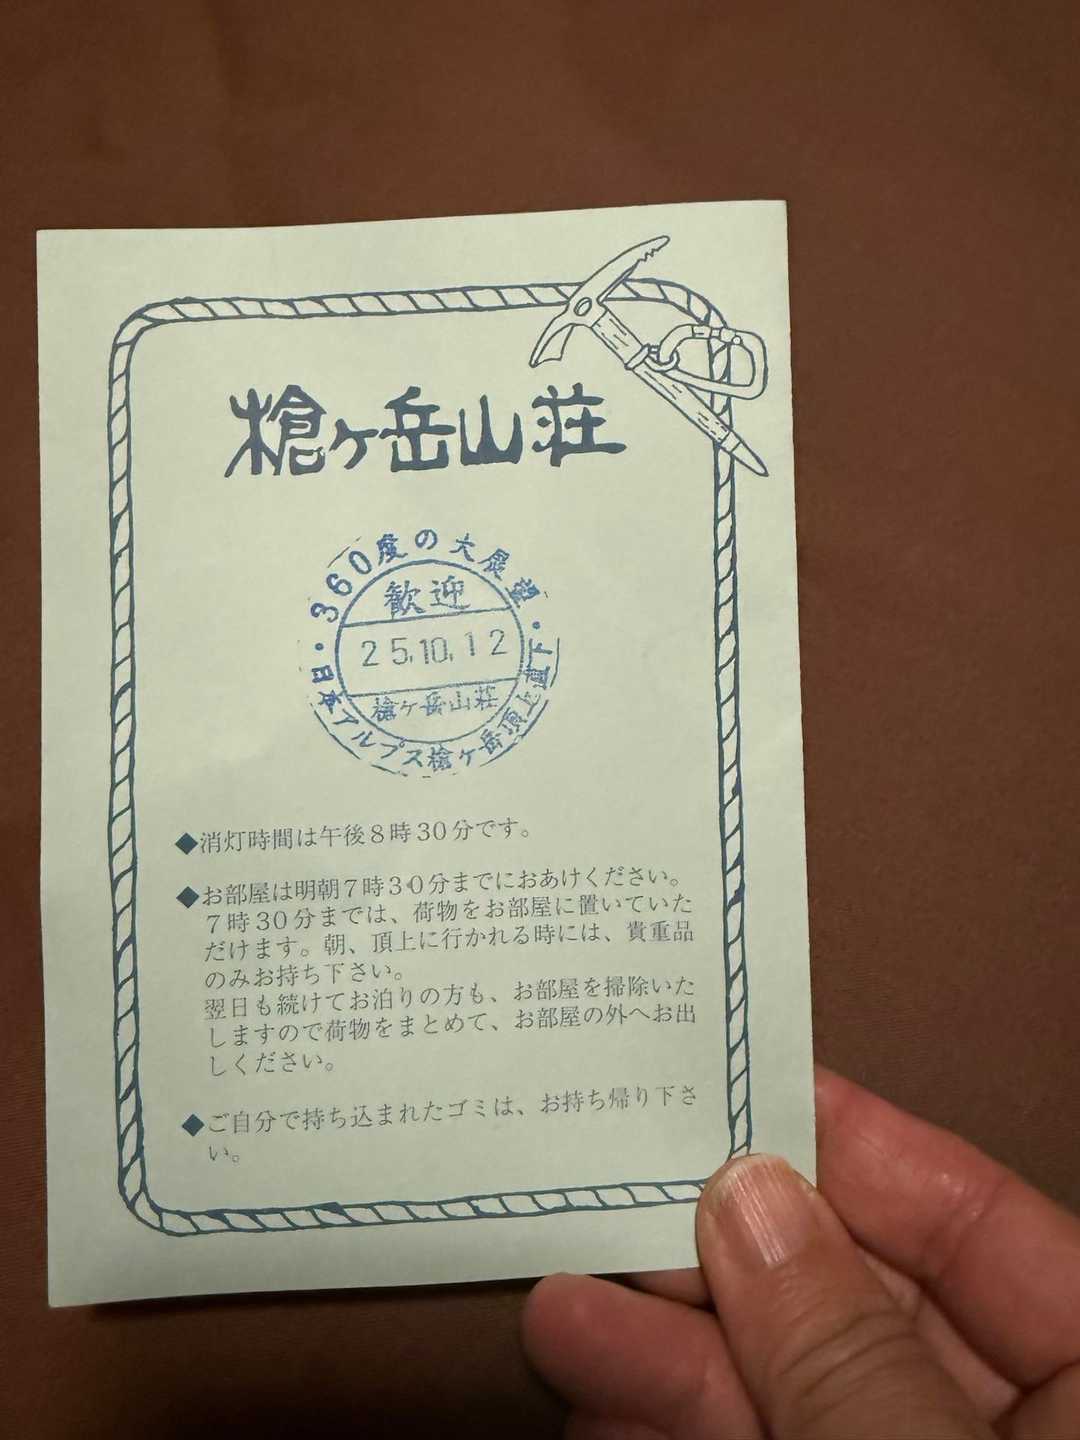 槍ヶ岳山荘
・360度の大展望・
歓迎
25.10.12
槍ヶ岳山荘
日本アルプス槍ヶ岳頂上直下
◆消灯時間は午後8時30分です。
◆お部屋は明朝7時30分までにおあけください。
7時30分までは、荷物をお部屋に置いていた
だけます。朝、頂上に行かれる時には、貴重品
のみお持ち下さい。
翌日も続けてお泊りの方も、お部屋を掃除いた
しますので荷物をまとめて、お部屋の外へお出
しください。
◆ご自分で持ち込まれたゴミは、お持ち帰り下さ
い。